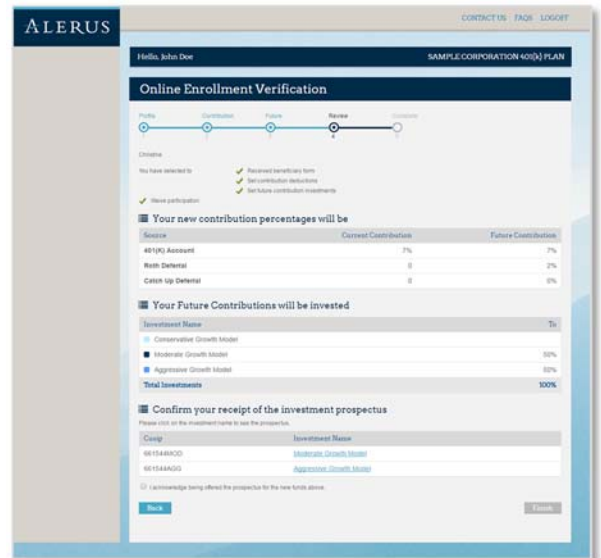 ALERUS
CONTACT US FAQS LOGOFF
Hello, John Doe SAMPLE CORPORATION 401(k) PLAN
Online Enrollment Verification
Profile Contribution Future Review Complete
1 2 3 4 5
Christine
You have selected to Received beneficiary form
Set contribution deductions
Set future contribution investments
Waive participation
Your new contribution percentages will be
Source Current Contribution Future Contribution
401(K) Account 7% 7%
Roth Deferral 0 2%
Catch Up Deferral 0 0%
Your Future Contributions will be invested
Investment Name To
Conservative Growth Model
Moderate Growth Model 50%
Aggressive Growth Model 50%
Total Investments 100%
Confirm your receipt of the investment prospectus
Please click on the investment name to see the prospectus.
Cusip Investment Name
661544MOD Moderate Growth Model
661544AGG Aggressive Growth Model
I acknowledge being offered the prospectus for the new funds above.
Back Finish